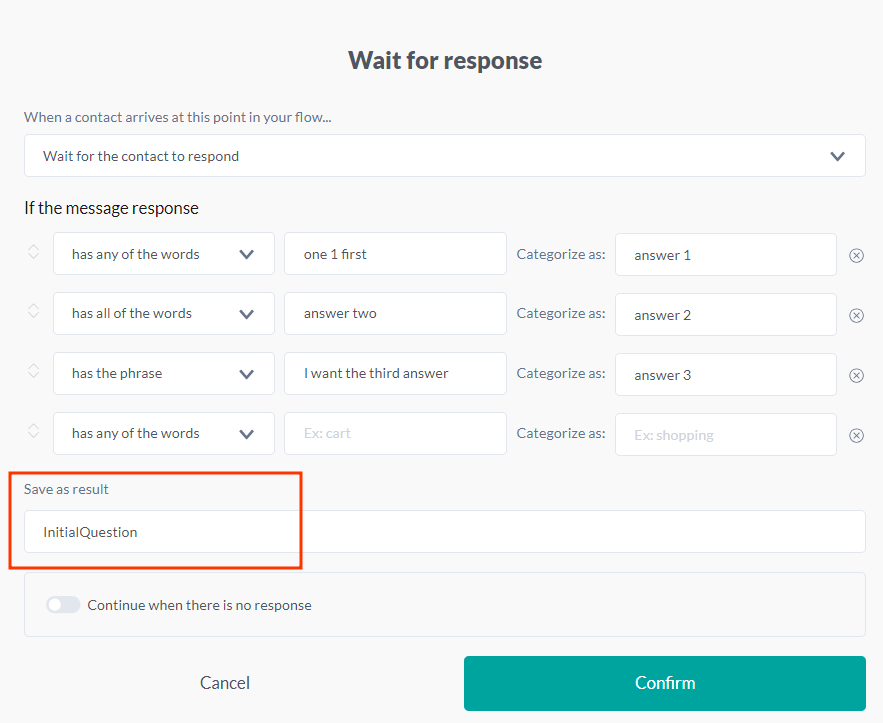 Wait for response
When a contact arrives at this point in your flow...
Wait for the contact to respond
If the message response
has any of the words one 1 first Categorize as: answer 1
has all of the words answer two Categorize as: answer 2
has the phrase I want the third answer Categorize as: answer 3
has any of the words Ex: cart Categorize as: Ex: shopping
Save as result
InitialQuestion
Continue when there is no response
Cancel Confirm